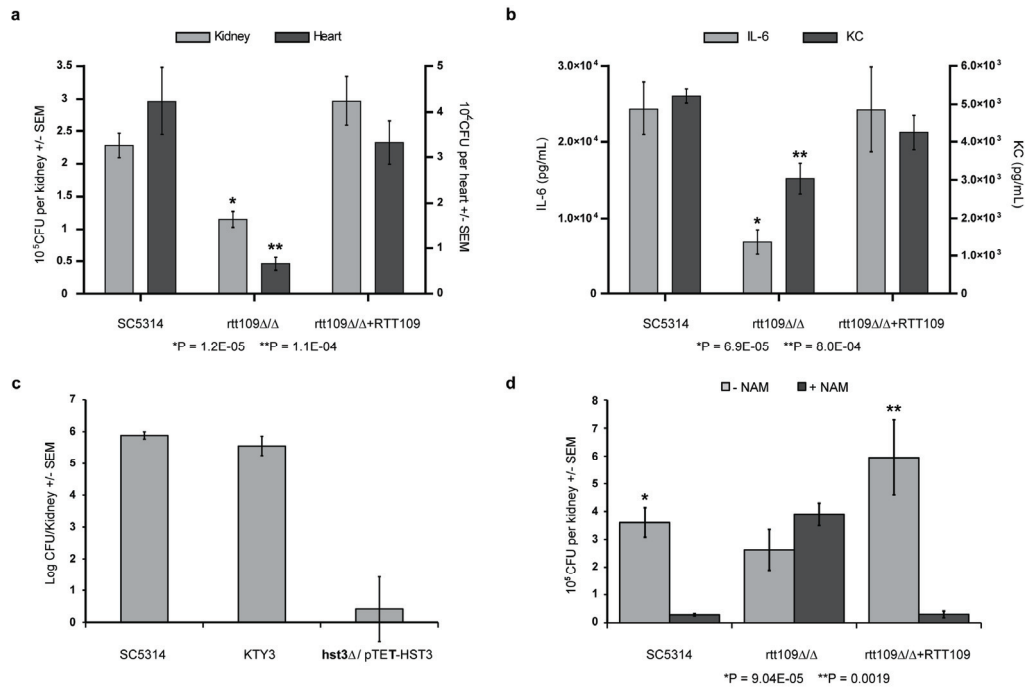 a
Kidney Heart
3.5
3
2.5
2
1.5
1
0.5
0
10⁵CFU per kidney +/- SEM
5
4
3
2
1
0
10⁴CFU per heart +/- SEM
*
**
SC5314 rtt109Δ/Δ rtt109Δ/Δ+RTT109
*P = 1.2E-05 **P = 1.1E-04
b
IL-6 KC
3.0×10⁴
2.0×10⁴
1.0×10⁴
0
IL-6 (pg/mL)
6.0×10³
5.0×10³
4.0×10³
3.0×10³
2.0×10³
1.0×10³
0
KC
(pg/mL)
*
**
SC5314 rtt109Δ/Δ rtt109Δ/Δ+RTT109
*P = 6.9E-05 **P = 8.0E-04
c
7
6
5
4
3
2
1
0
Log CFU/Kidney +/- SEM
SC5314 KTY3 hst3Δ/ pTET-HST3
d
- NAM + NAM
8
7
6
5
4
3
2
1
0
10⁵CFU per kidney +/- SEM
*
**
SC5314 rtt109Δ/Δ rtt109Δ/Δ+RTT109
*P = 9.04E-05 **P = 0.0019